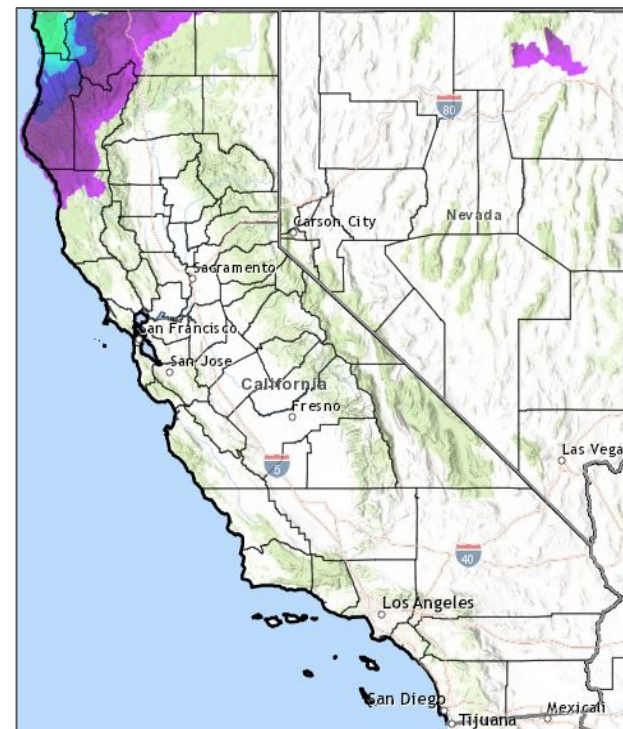 80
Carson City
Nevada
Sacramento
San Francisco
San Jose
California
Fresno
5
Las Vega
40
Los Angeles
San Diego
Tijuana
Mexicali